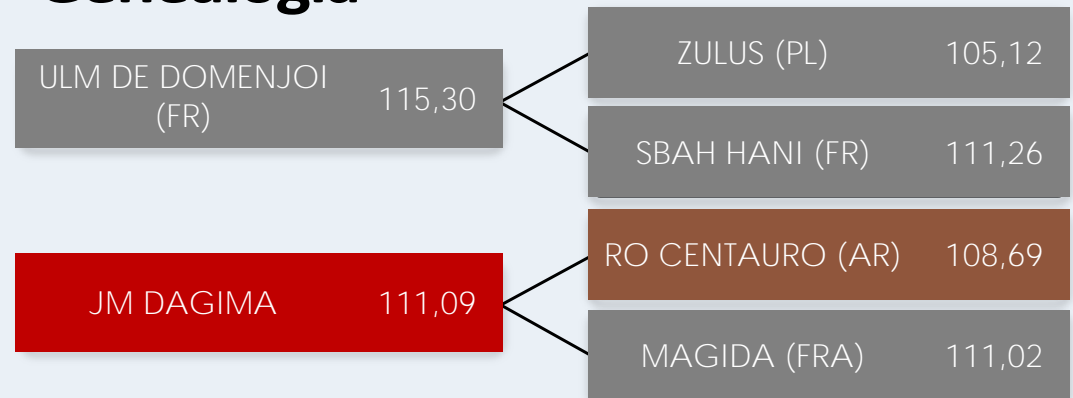 Genealogía
ULM DE DOMENJOI
(FR)
115,30
ZULUS (PL) 105,12
SBAH HANI (FR) 111,26
JM DAGIMA 111,09
RO CENTAURO (AR) 108,69
MAGIDA (FRA) 111,02